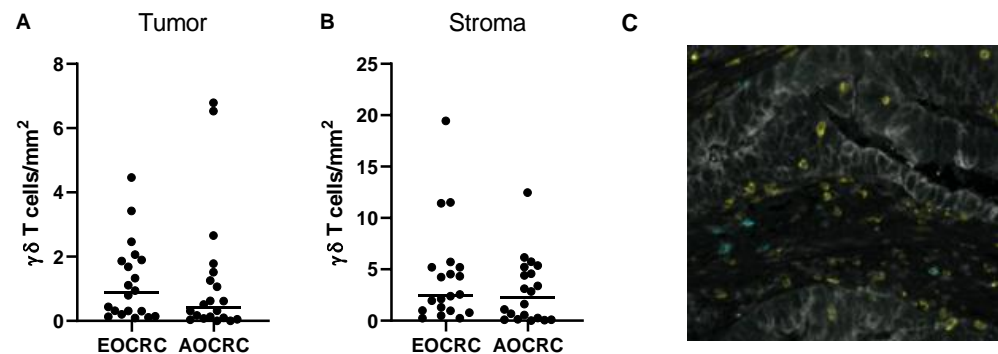 A Tumor
γδ T cells/mm²
8
6
4
2
0
EOCRC AOCRC
B Stroma
γδ T cells/mm²
25
20
15
10
5
0
EOCRC AOCRC
C